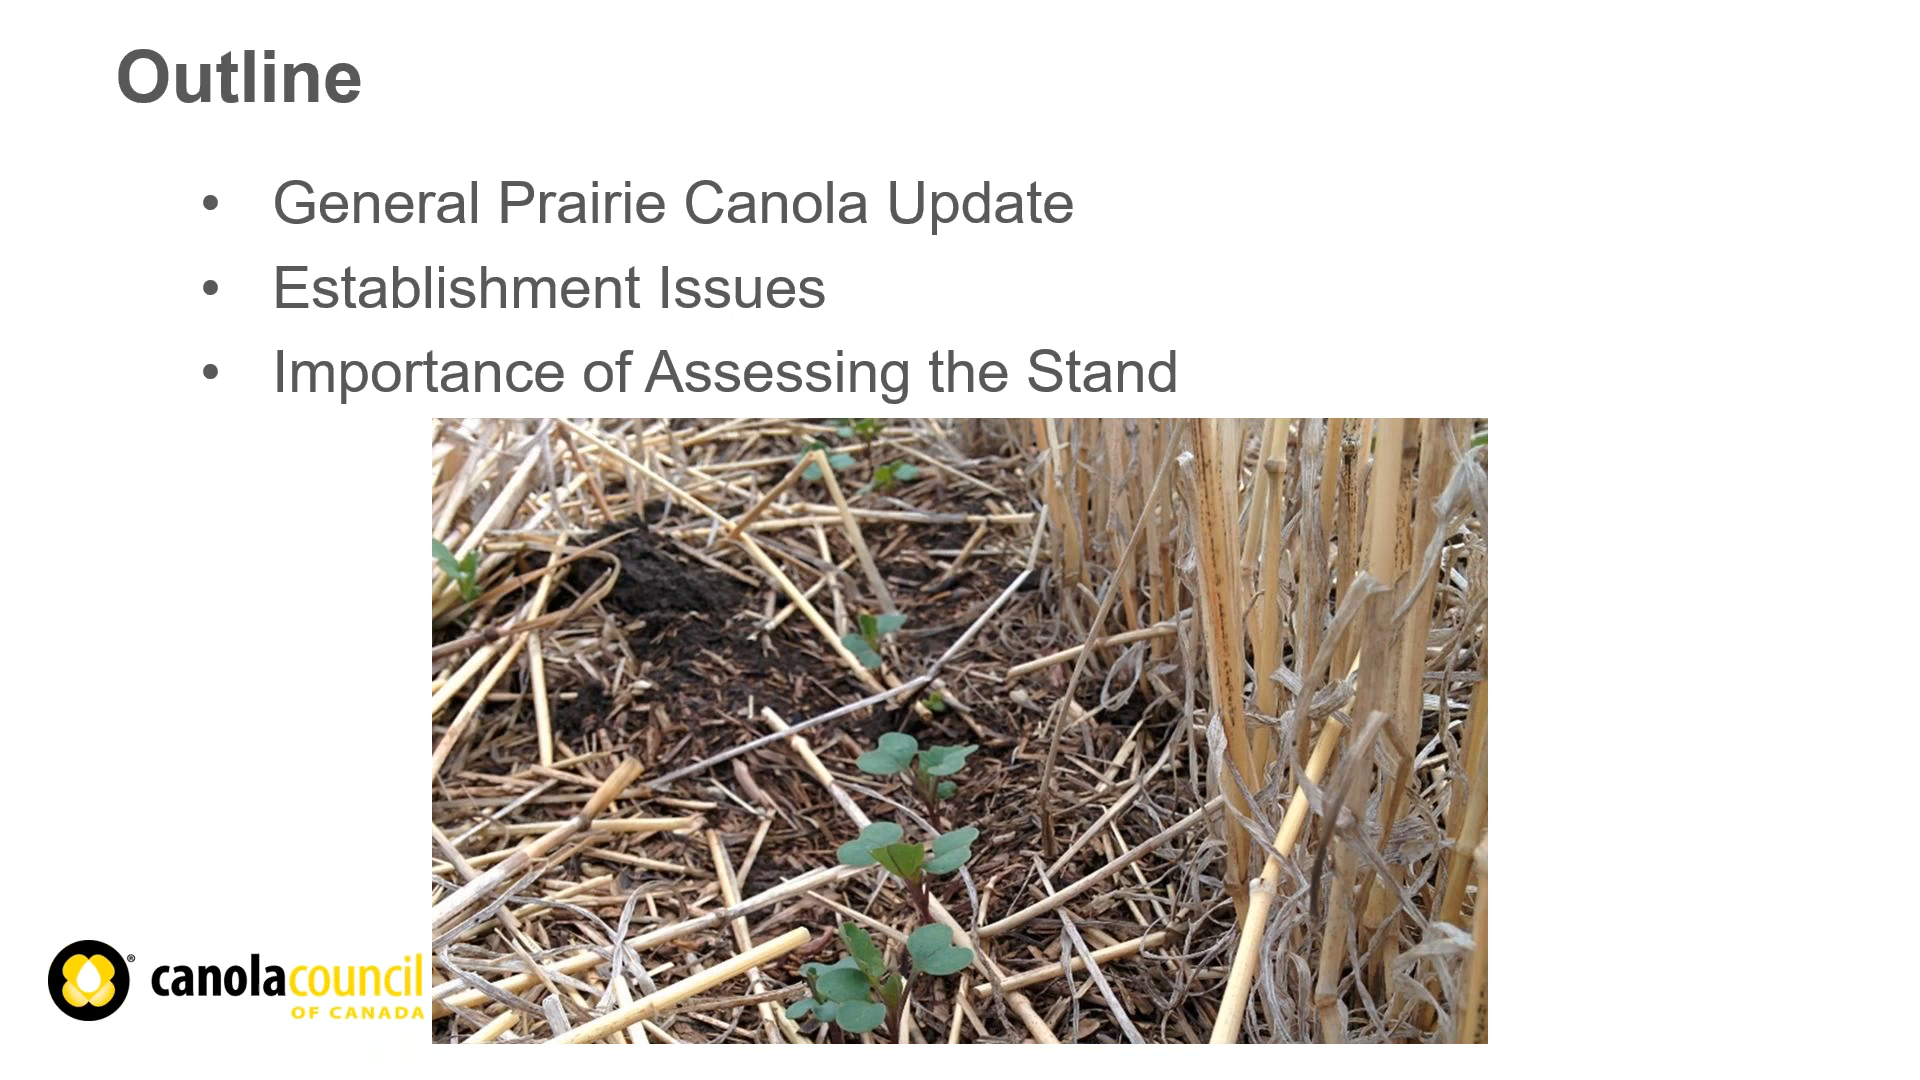 Outline
• General Prairie Canola Update
• Establishment Issues
• Importance of Assessing the Stand
® canolacouncil
OF CANADA